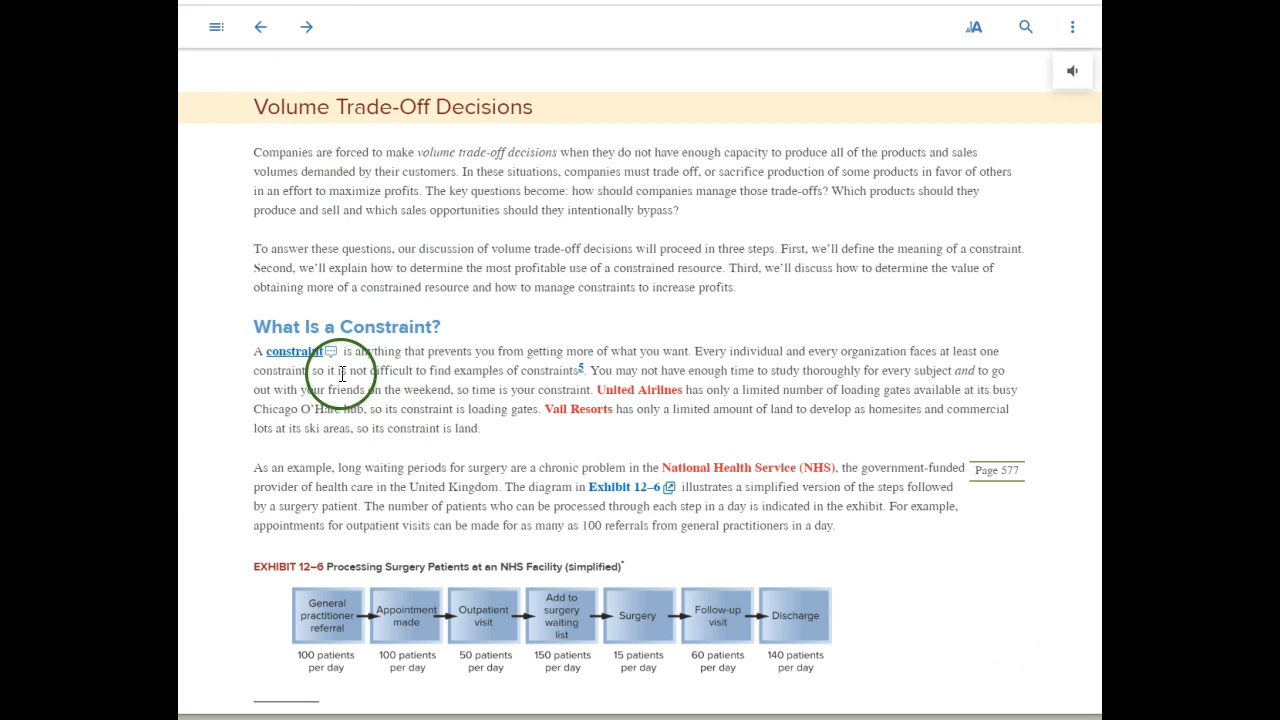 Volume Trade-Off Decisions
Companies are forced to make volume trade-off decisions when they do not have enough capacity to produce all of the products and sales
volumes demanded by their customers. In these situations, companies must trade off, or sacrifice production of some products in favor of others
in an effort to maximize profits. The key questions become: how should companies manage those trade-offs? Which products should they
produce and sell and which sales opportunities should they intentionally bypass?
To answer these questions, our discussion of volume trade-off decisions will proceed in three steps. First, we'll define the meaning of a constraint.
Second, we'll explain how to determine the most profitable use of a constrained resource. Third, we'll discuss how to determine the value of
obtaining more of a constrained resource and how to manage constraints to increase profits.
What Is a Constraint?
A constraint is anything that prevents you from getting more of what you want. Every individual and every organization faces at least one
constraint, so it is not difficult to find examples of constraints5. You may not have enough time to study thoroughly for every subject and to go
out with your friends on the weekend, so time is your constraint. United Airlines has only a limited number of loading gates available at its busy
Chicago O'Hare hub, so its constraint is loading gates. Vail Resorts has only a limited amount of land to develop as homesites and commercial
lots at its ski areas, so its constraint is land.
As an example, long waiting periods for surgery are a chronic problem in the National Health Service (NHS), the government-funded
Page 577
provider of health care in the United Kingdom. The diagram in Exhibit 12–6 illustrates a simplified version of the steps followed
by a surgery patient. The number of patients who can be processed through each step in a day is indicated in the exhibit. For example,
appointments for outpatient visits can be made for as many as 100 referrals from general practitioners in a day.
EXHIBIT 12–6 Processing Surgery Patients at an NHS Facility (simplified)*
General
practitioner
referral
Appointment
made
Outpatient
visit
Add to
surgery
waiting
list
Surgery
Follow-up
visit
Discharge
100 patients
per day
100 patients
per day
50 patients
per day
150 patients
per day
15 patients
per day
60 patients
per day
140 patients
per day